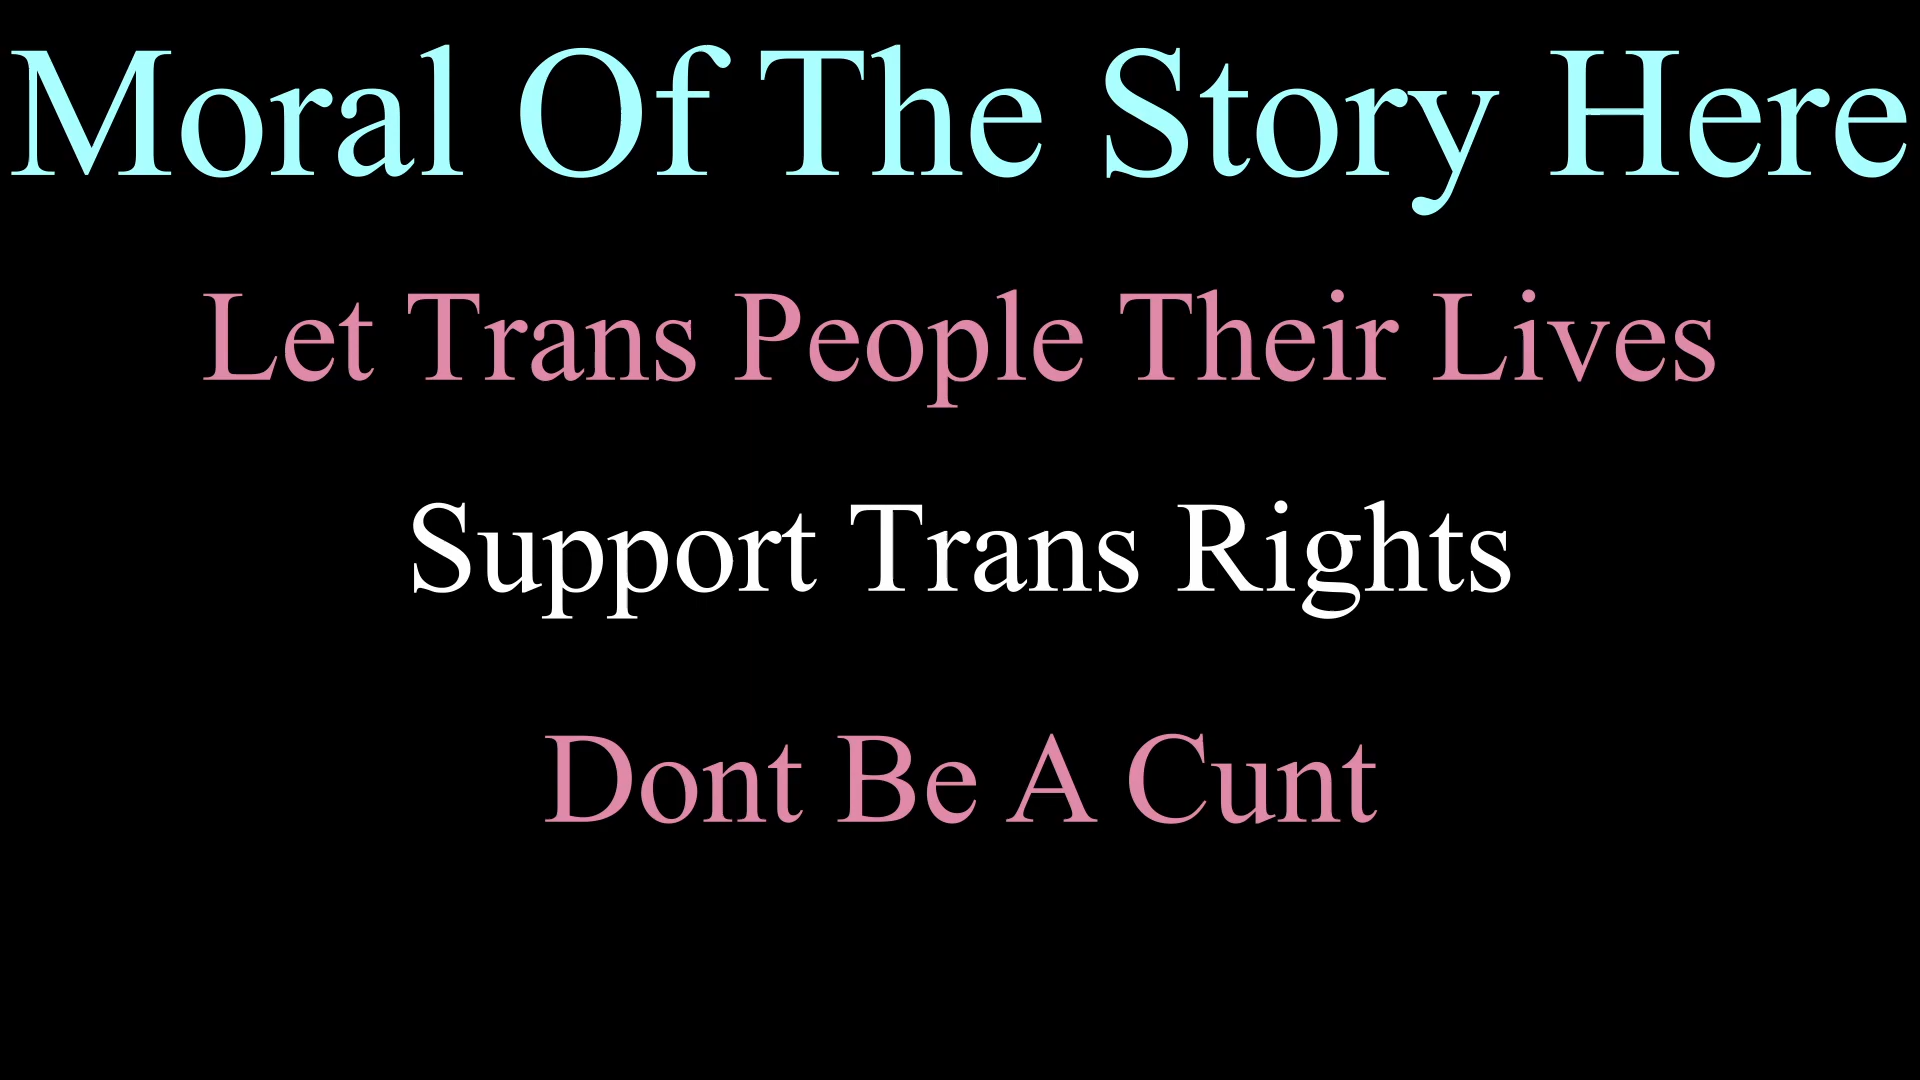 Moral Of The Story Here
Let Trans People Their Lives
Support Trans Rights
Dont Be A Cunt